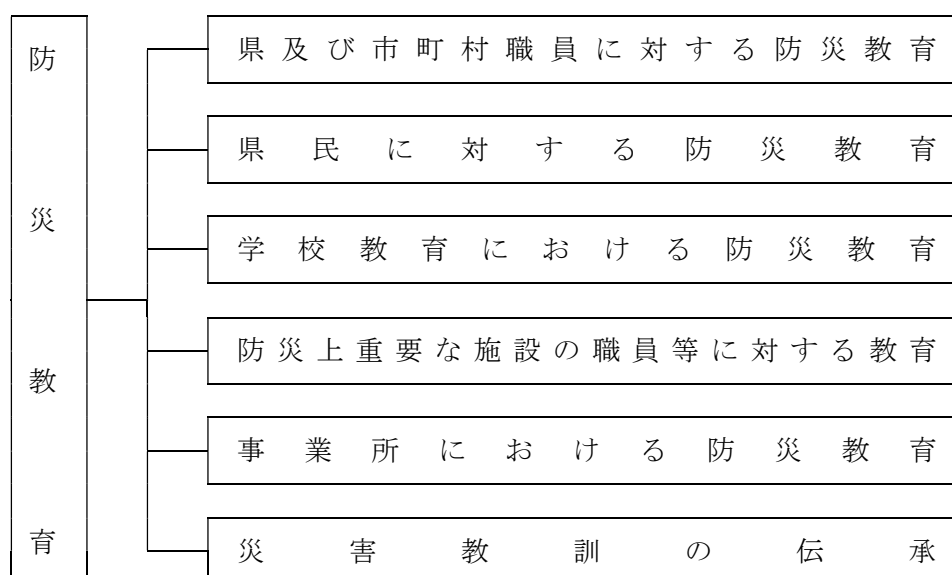 防災教育
県及び市町村職員に対する防災教育
県民に対する防災教育
学校教育における防災教育
防災上重要な施設の職員等に対する教育
事業所における防災教育
災害教訓の伝承